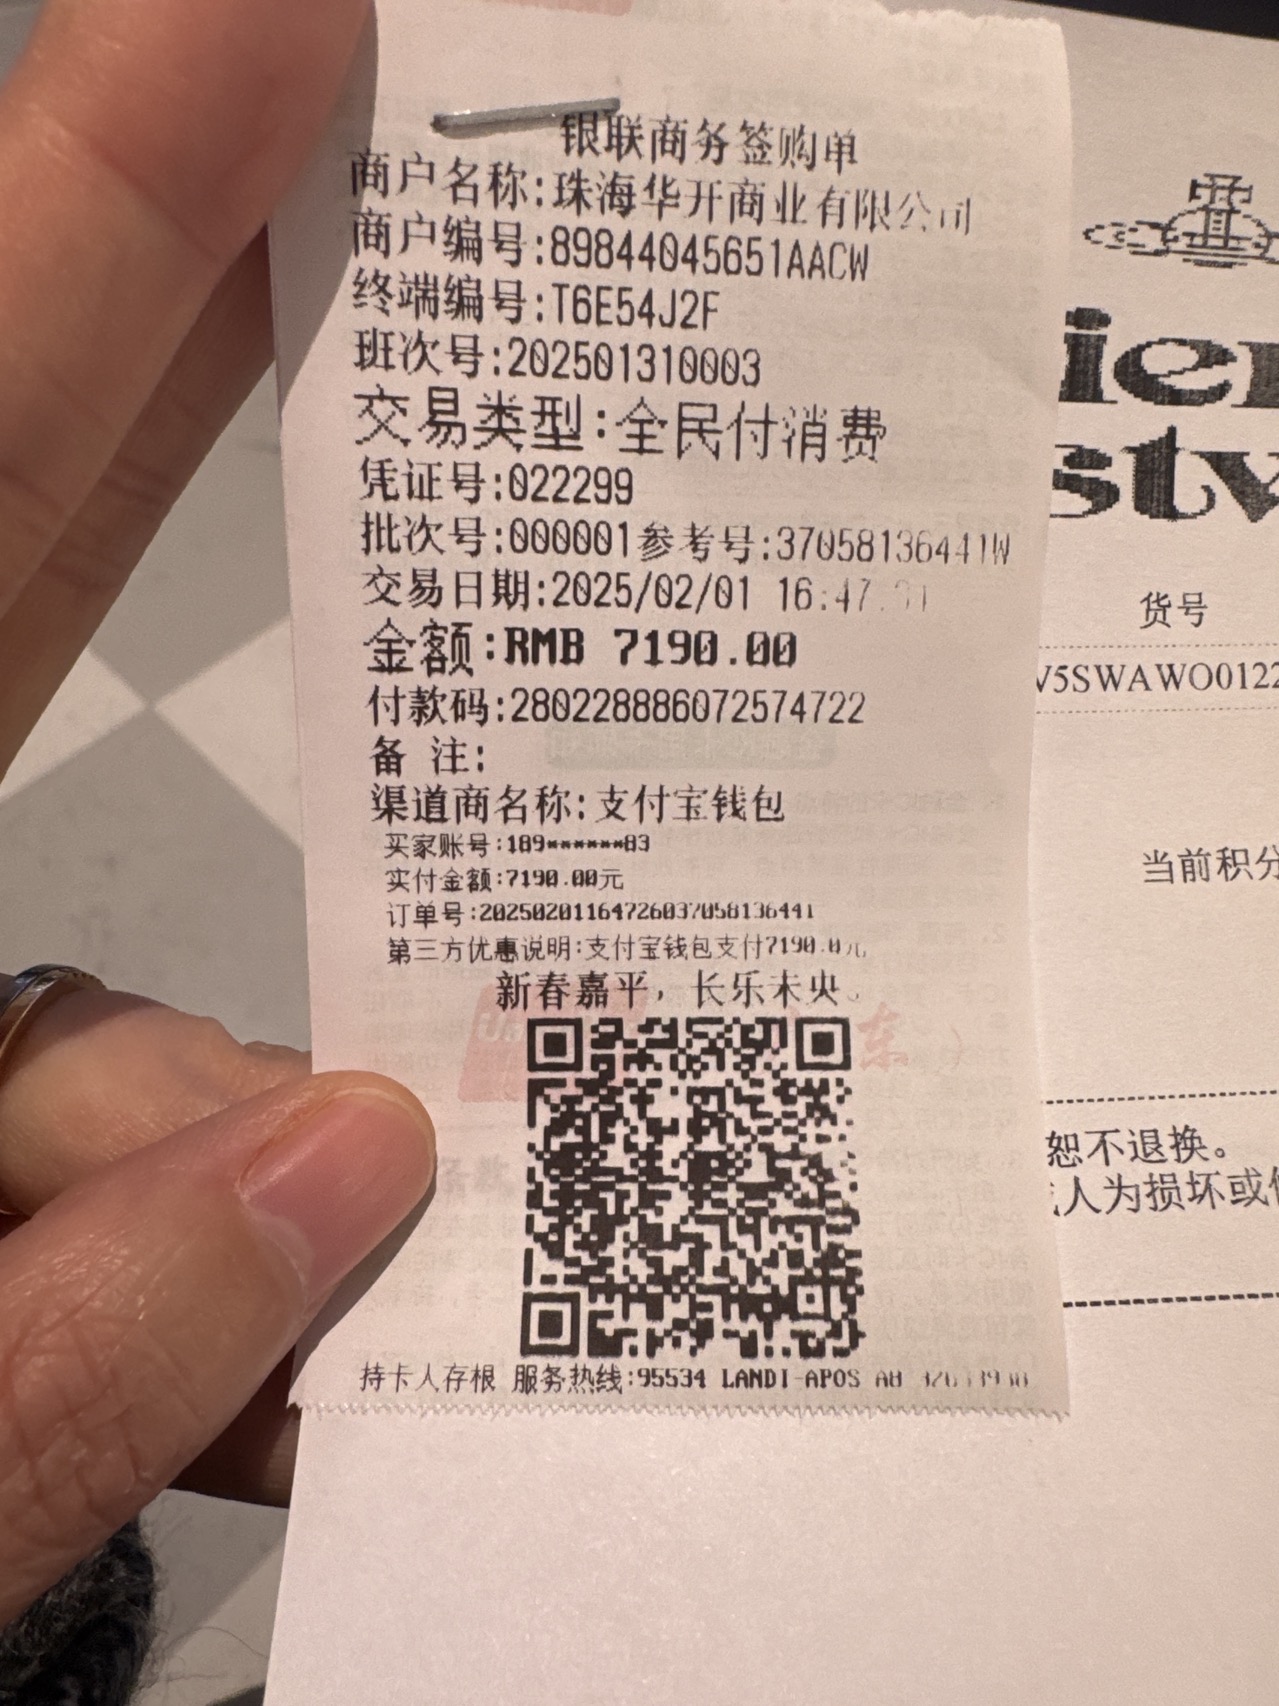 银联商务签购单
商户名称:珠海华开商业有限公司
商户编号:89844045651AACW
终端编号:T6E54J2F
班次号:202501310003
交易类型:全民付消费
凭证号:022299
批次号:000001参考号:37058136441W
交易日期:2025/02/01 16:47
金额:RMB 7190.00
付款码:280228886072574722
备 注:
渠道商名称:支付宝钱包
买家账号:189******83
实付金额:7190.00元
订单号:20250201164726037058136441
第三方优惠说明:支付宝钱包支付7190.0元
新春嘉平，长乐未央。
持卡人存根 服务热线:95534 LANDI-APOS A8
ie
stw
货号
V5SWAWO0122
当前积分
恕不退换。
人为损坏或